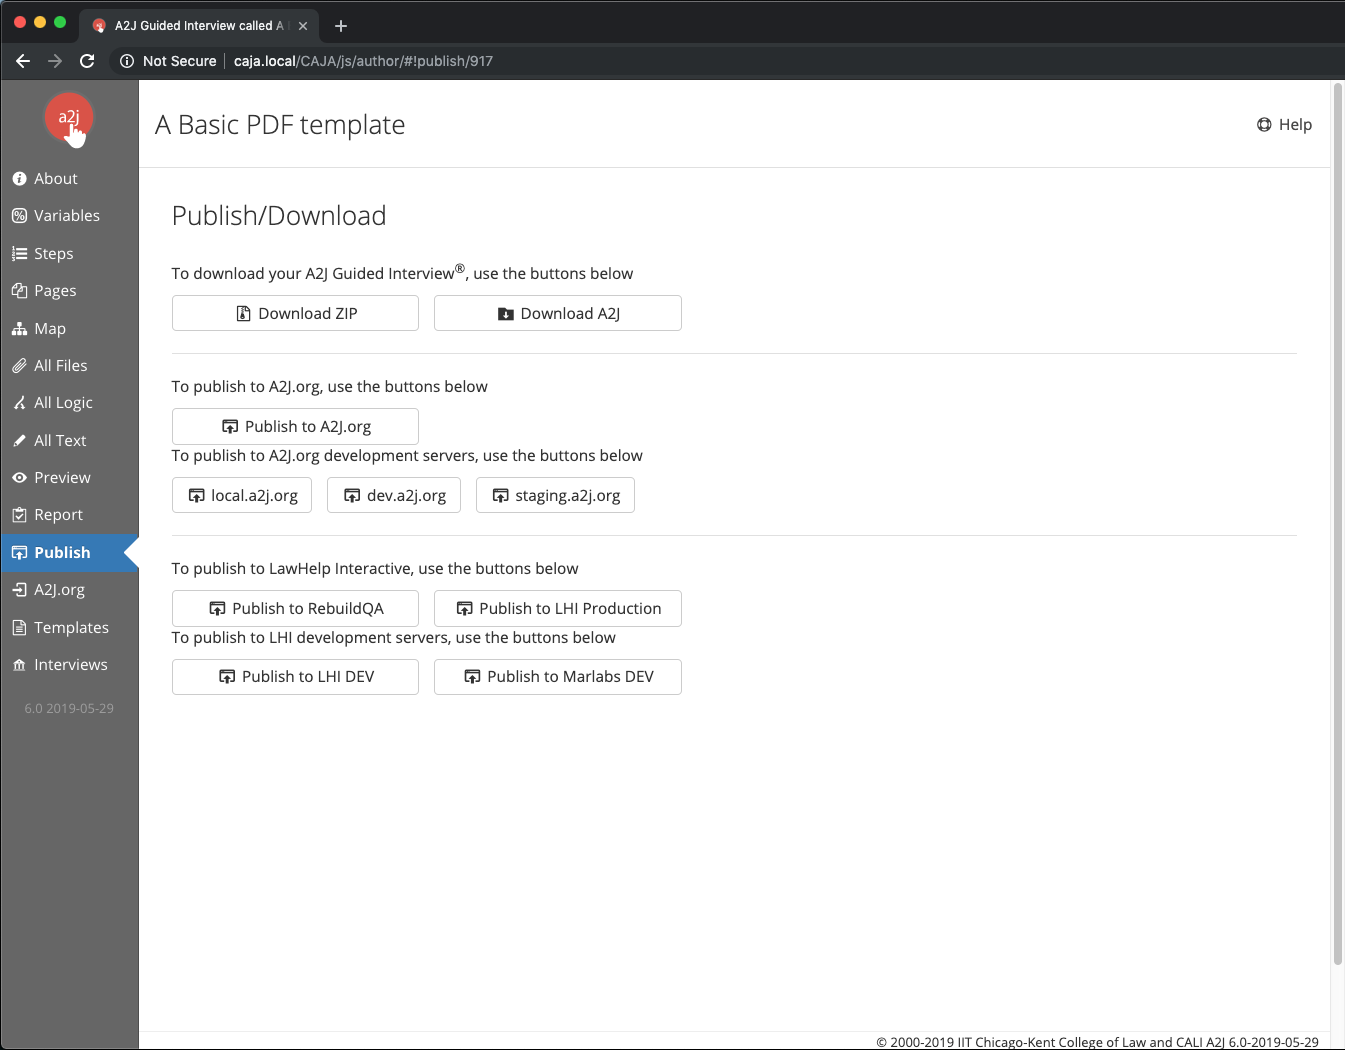 A2J Guided Interview called A
Not Secure caja.local/CAJA/js/author/#!publish/917
a2j
A Basic PDF template
Help
About
Variables
Steps
Pages
Map
All Files
All Logic
All Text
Preview
Report
Publish
A2J.org
Templates
Interviews
6.0 2019-05-29
Publish/Download
To download your A2J Guided Interview®, use the buttons below
Download ZIP Download A2J
To publish to A2J.org, use the buttons below
Publish to A2J.org
To publish to A2J.org development servers, use the buttons below
local.a2j.org dev.a2j.org staging.a2j.org
To publish to LawHelp Interactive, use the buttons below
Publish to RebuildQA Publish to LHI Production
To publish to LHI development servers, use the buttons below
Publish to LHI DEV Publish to Marlabs DEV
© 2000-2019 IIT Chicago-Kent College of Law and CALI A2J 6.0-2019-05-29